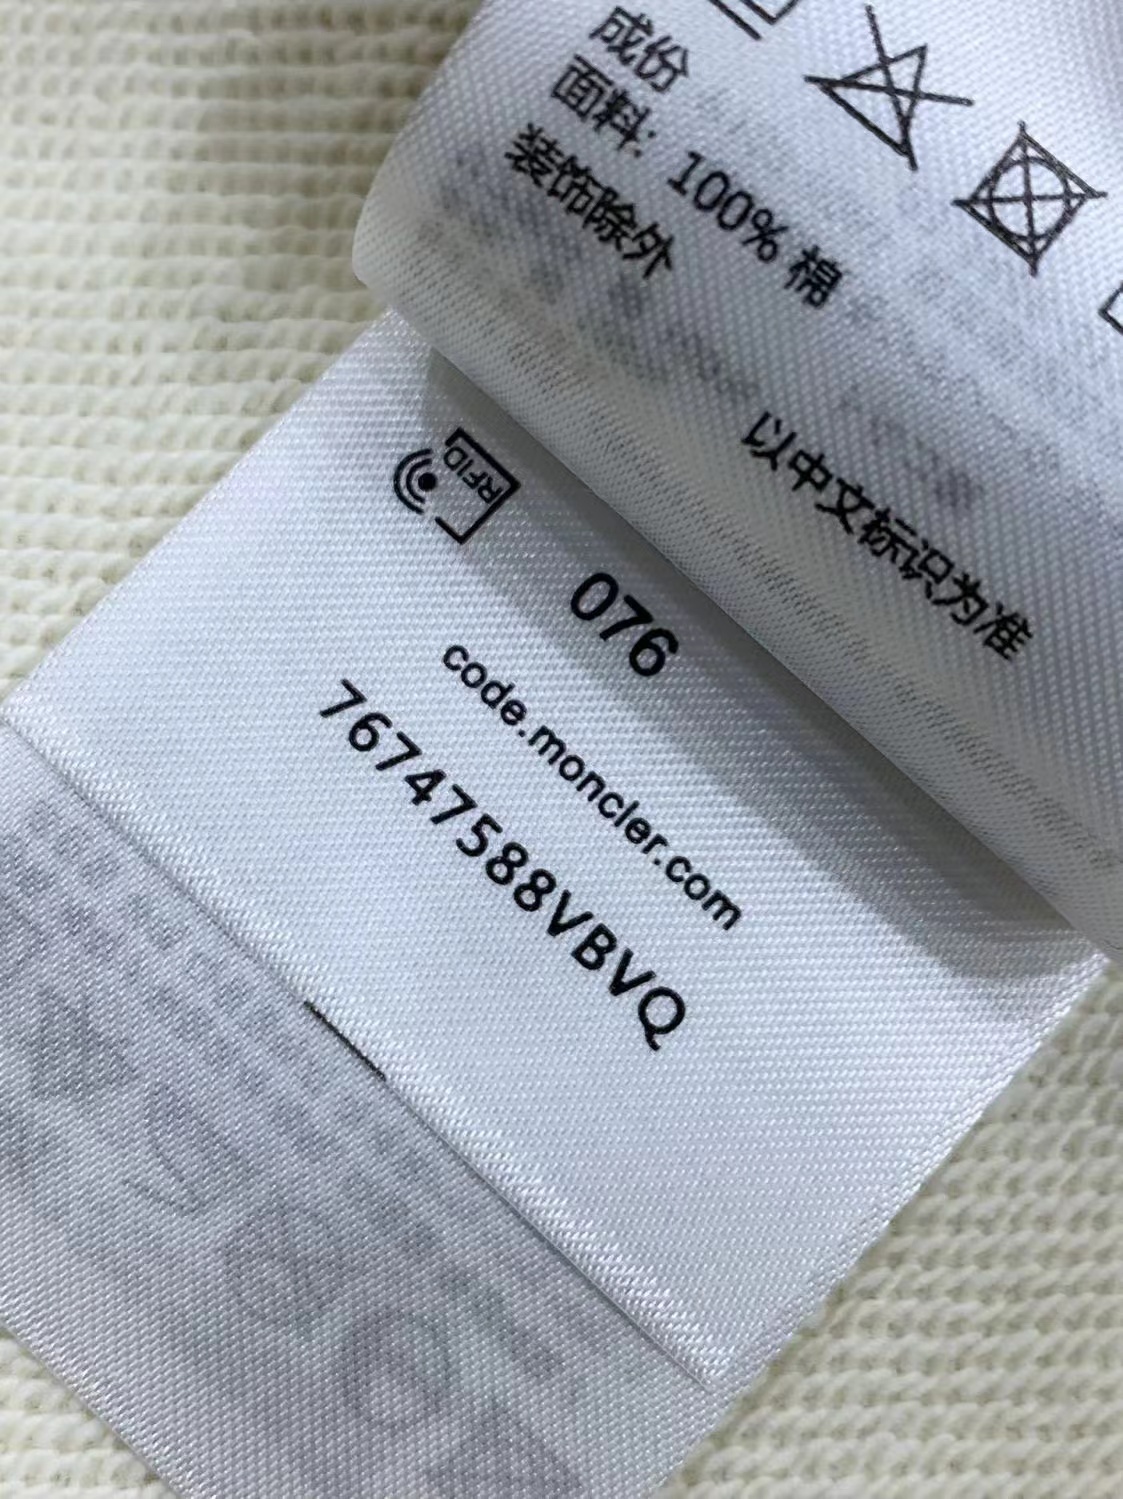 成份
面料: 100% 棉
装饰除外
以中文标识为准
RFID
076
code.moncler.com
76747588VBVQ